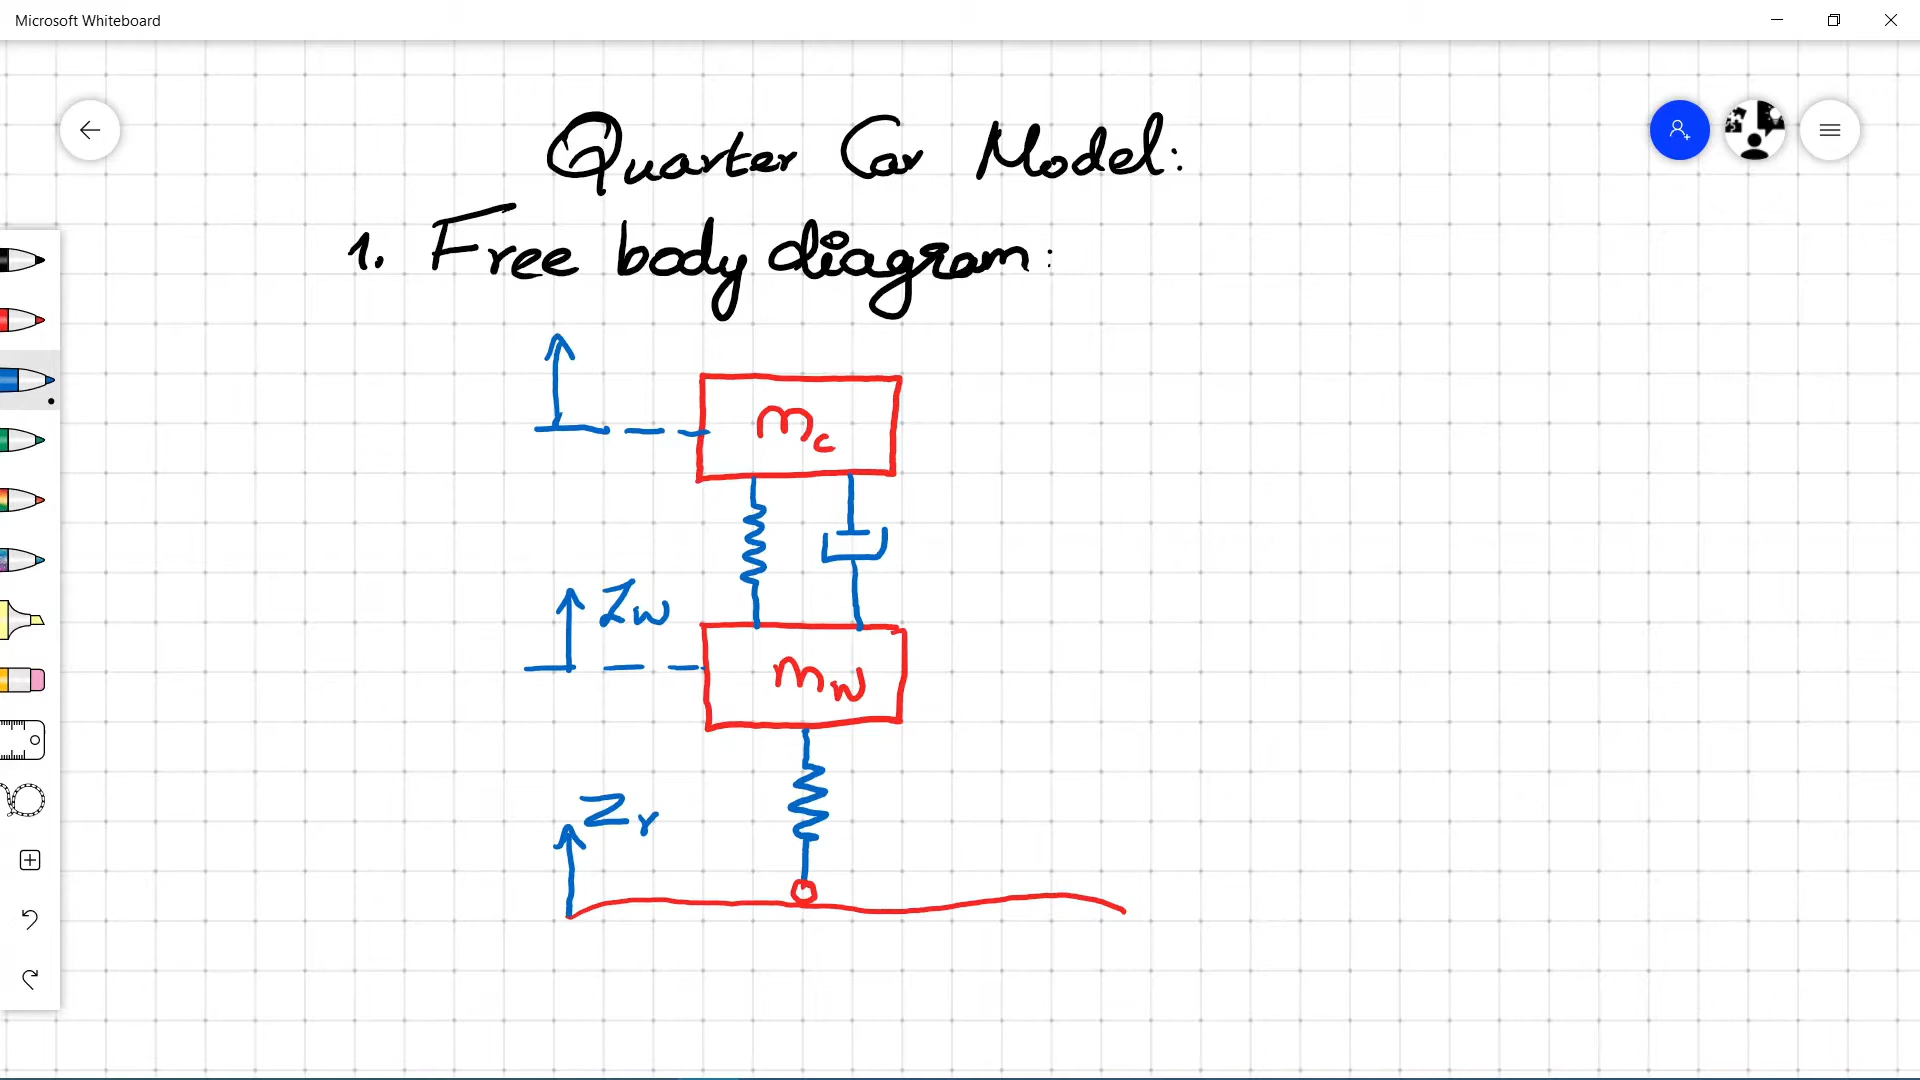 Microsoft Whiteboard
Quarter Car Model:
1. Free body diagram:
mc
Zw
mw
Zr